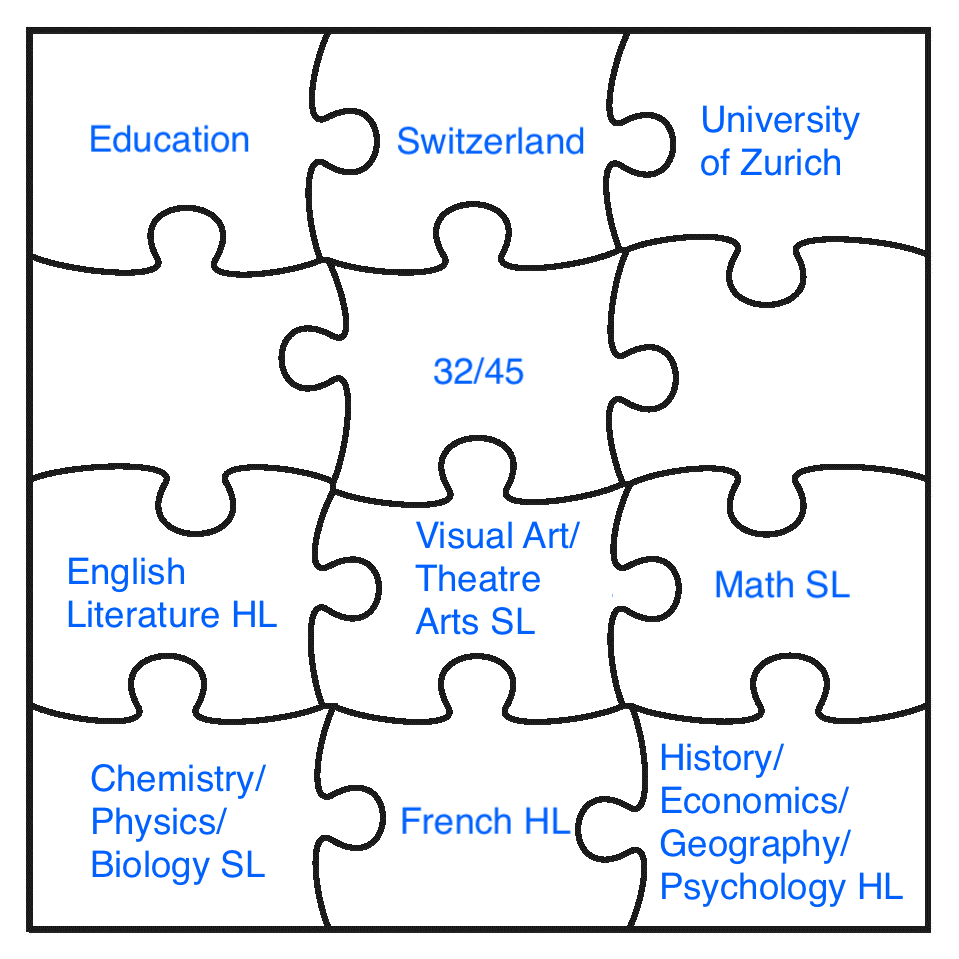 Education
Switzerland
University
of Zurich
32/45
English
Literature HL
Visual Art/
Theatre
Arts SL
Math SL
Chemistry/
Physics/
Biology SL
French HL
History/
Economics/
Geography/
Psychology HL